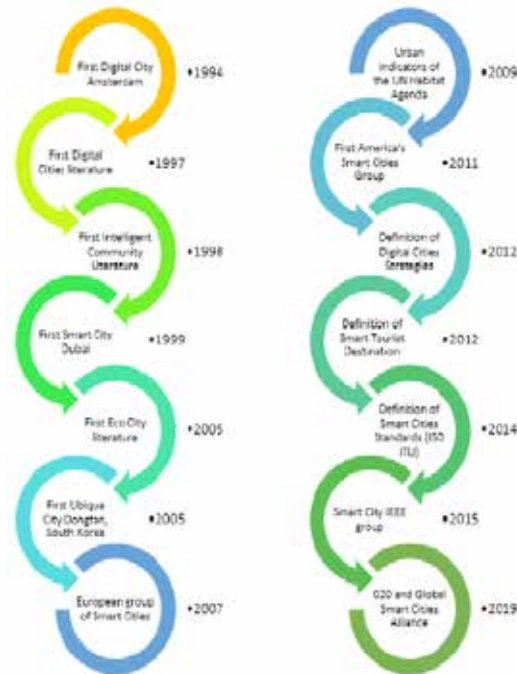 First Digital City
Amsterdam
•1994
First Digital
Cities literature
•1997
First Intelligent
Community
Literature
•1998
First Smart City
Dubai
•1999
First Eco City
literature
•2005
First Ubique
City Dongtan,
South Korea
•2005
European group
of Smart Cities
•2007
Urban
Indicators of
the UN Habitat
Agenda
•2009
First America's
Smart Cities
Group
•2011
Definition of
Digital Cities
Strategies
•2012
Definition of
Smart Tourist
Destination
•2012
Definition of
Smart Cities
Standards (ISO
ITU)
•2014
Smart City IEEE
group
•2015
G20 and Global
Smart Cities
Alliance
•2019